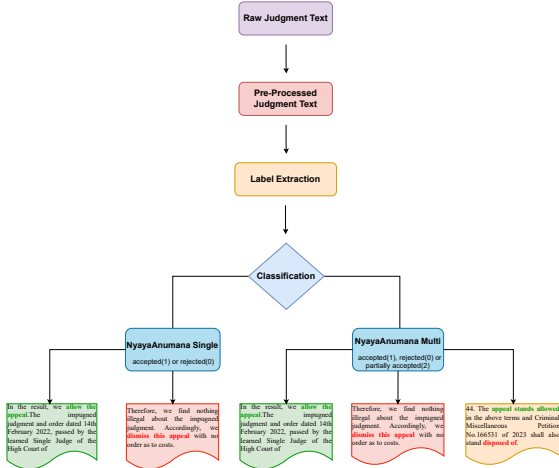 Raw Judgment Text
Pre-Processed
Judgment Text
Label Extraction
Classification
NyayaAnumana Single
accepted(1) or rejected(0)
NyayaAnumana Multi
accepted(1), rejected(0) or
partially accepted(2)
In the result, we allow the
appeal.The impugned
judgment and order dated 14th
February 2022, passed by the
learned Single Judge of the
High Court of
Therefore, we find nothing
illegal about the impugned
judgment. Accordingly, we
dismiss this appeal with no
order as to costs.
In the result, we allow the
appeal.The impugned
judgment and order dated 14th
February 2022, passed by the
learned Single Judge of the
High Court of
Therefore, we find nothing
illegal about the impugned
judgment. Accordingly, we
dismiss this appeal with no
order as to costs.
44. The appeal stands allowed
in the above terms and Criminal
Miscellaneous Petition
No.166531 of 2023 shall also
stand disposed of.